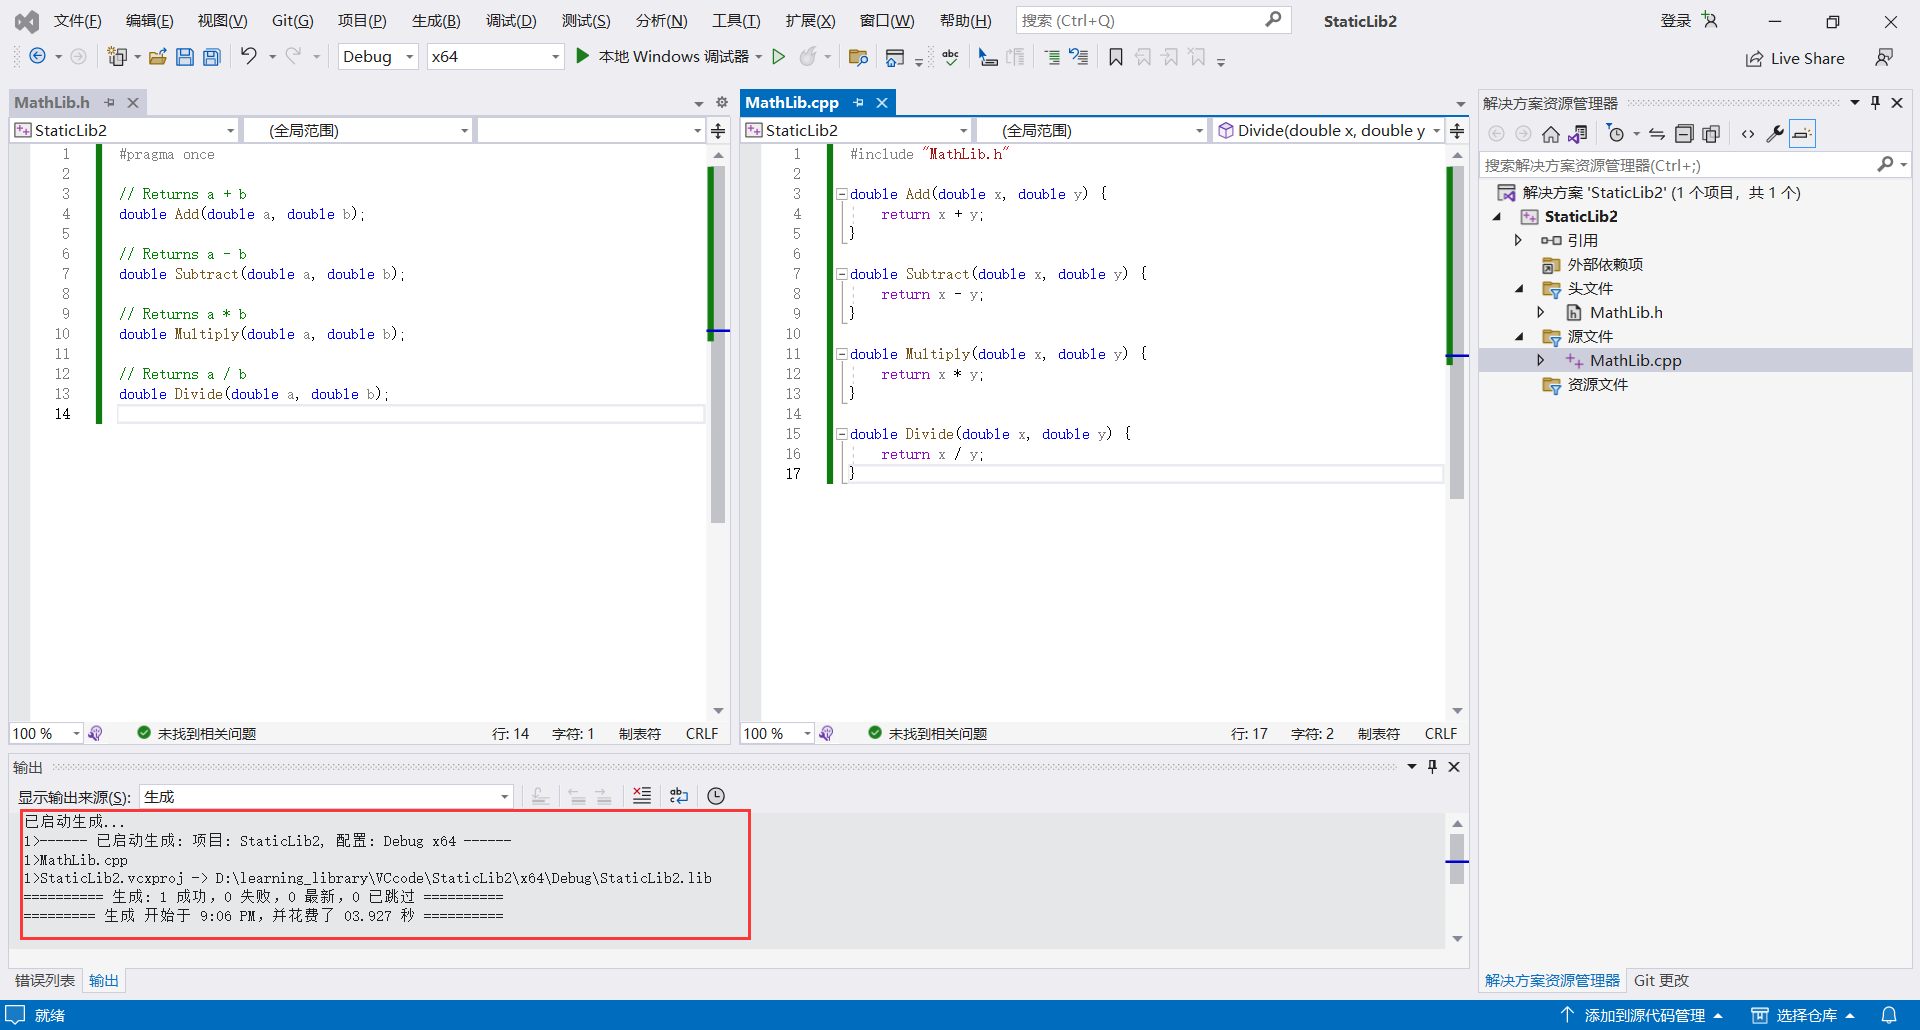 文件(F) 编辑(E) 视图(V) Git(G) 项目(P) 生成(B) 调试(D) 测试(S) 分析(N) 工具(T) 扩展(X) 窗口(W) 帮助(H) 搜索 (Ctrl+Q) StaticLib2 登录
Debug x64 本地 Windows 调试器 abc Live Share
MathLib.h
StaticLib2 (全局范围)
1 #pragma once
2
3 // Returns a + b
4 double Add(double a, double b);
5
6 // Returns a - b
7 double Subtract(double a, double b);
8
9 // Returns a * b
10 double Multiply(double a, double b);
11
12 // Returns a / b
13 double Divide(double a, double b);
14
100 % 未找到相关问题 行: 14 字符: 1 制表符 CRLF
MathLib.cpp
StaticLib2 (全局范围) Divide(double x, double y
1 #include "MathLib.h"
2
3 double Add(double x, double y) {
4 return x + y;
5 }
6
7 double Subtract(double x, double y) {
8 return x - y;
9 }
10
11 double Multiply(double x, double y) {
12 return x * y;
13 }
14
15 double Divide(double x, double y) {
16 return x / y;
17 }
100 % 未找到相关问题 行: 17 字符: 2 制表符 CRLF
解决方案资源管理器
搜索解决方案资源管理器(Ctrl+;)
解决方案 'StaticLib2' (1 个项目，共 1 个)
StaticLib2
引用
外部依赖项
头文件
MathLib.h
源文件
MathLib.cpp
资源文件
输出
显示输出来源(S): 生成
已启动生成...
1>------ 已启动生成: 项目: StaticLib2, 配置: Debug x64 ------
1>MathLib.cpp
1>StaticLib2.vcxproj -> D:\learning_library\VCcode\StaticLib2\x64\Debug\StaticLib2.lib
========== 生成: 1 成功，0 失败，0 最新，0 已跳过 ==========
========= 生成 开始于 9:06 PM，并花费了 03.927 秒 ==========
错误列表 输出
解决方案资源管理器 Git 更改
就绪 添加到源代码管理 选择仓库